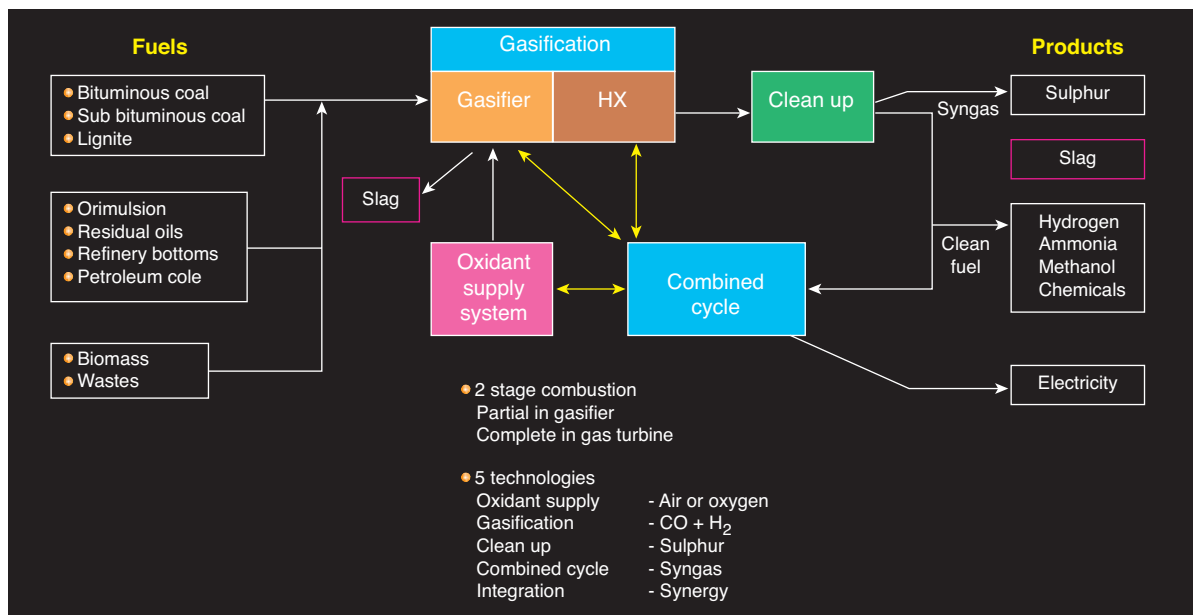 Fuels
Bituminous coal
Sub bituminous coal
Lignite
Orimulsion
Residual oils
Refinery bottoms
Petroleum cole
Biomass
Wastes
Gasification
Gasifier
HX
Slag
Oxidant
supply
system
Combined
cycle
Clean up
Syngas
Clean
fuel
Products
Sulphur
Slag
Hydrogen
Ammonia
Methanol
Chemicals
Electricity
2 stage combustion
Partial in gasifier
Complete in gas turbine
5 technologies
Oxidant supply - Air or oxygen
Gasification - CO + H2
Clean up - Sulphur
Combined cycle - Syngas
Integration - Synergy